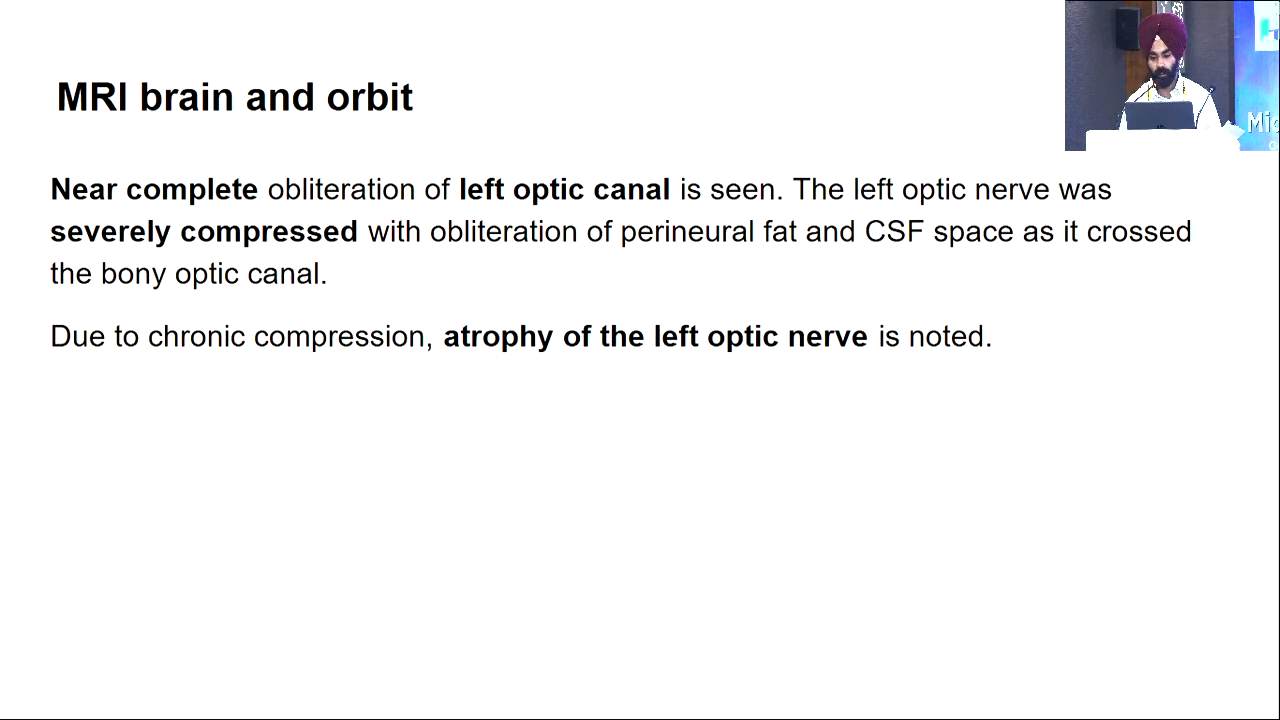 MRI brain and orbit
Near complete obliteration of left optic canal is seen. The left optic nerve was
severely compressed with obliteration of perineural fat and CSF space as it crossed
the bony optic canal.
Due to chronic compression, atrophy of the left optic nerve is noted.